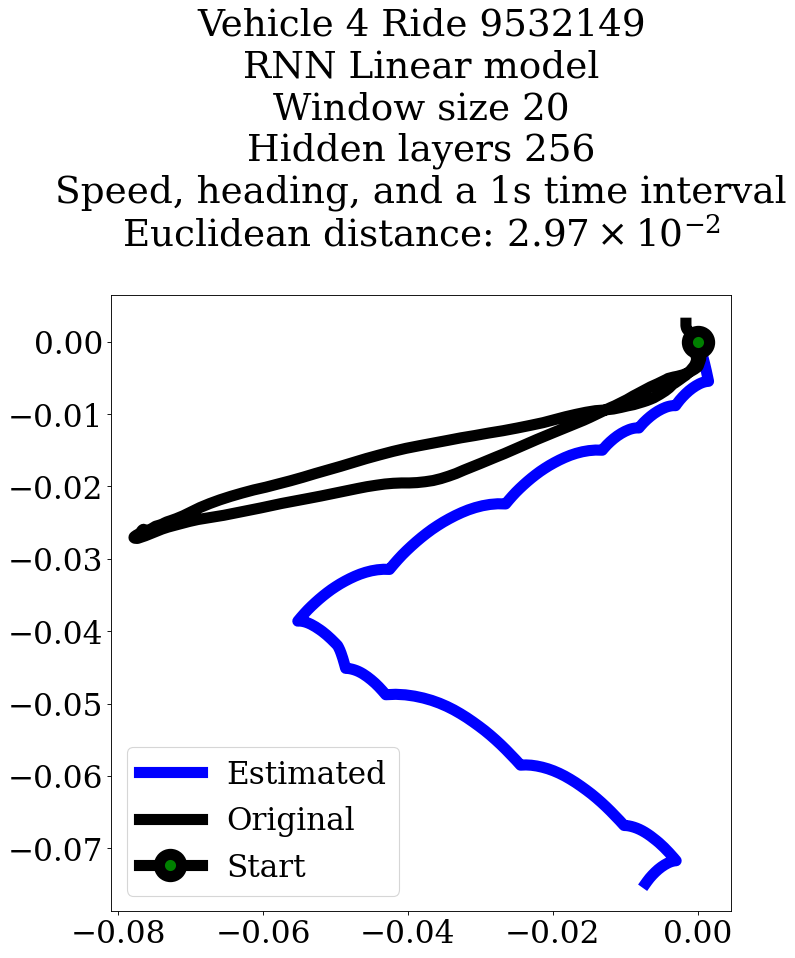 Vehicle 4 Ride 9532149
RNN Linear model
Window size 20
Hidden layers 256
Speed, heading, and a 1s time interval
Euclidean distance: 2.97 × 10⁻²
0.00
−0.01
−0.02
−0.03
−0.04
−0.05
−0.06
−0.07
Estimated
Original
Start
−0.08 −0.06 −0.04 −0.02 0.00